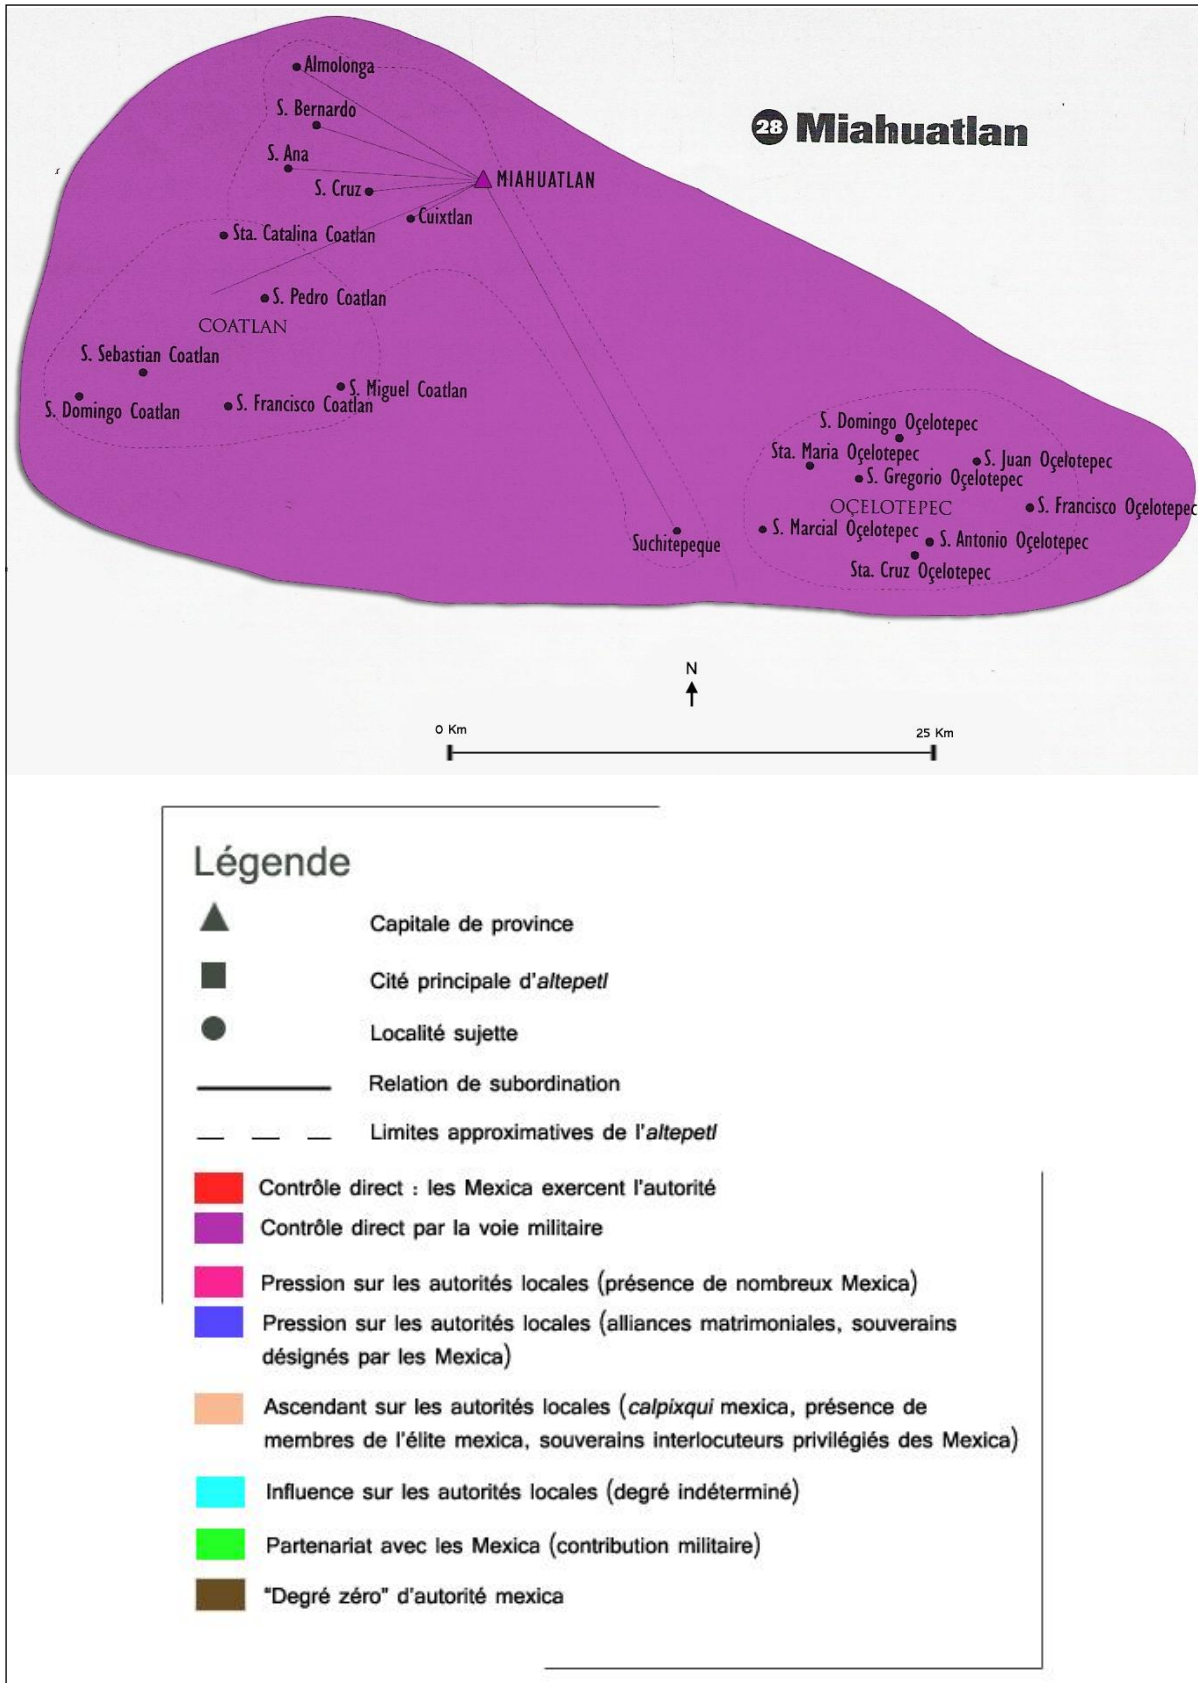 28 Miahuatlan
Almolonga
S. Bernardo
S. Ana
S. Cruz
MIAHUATLAN
Cuixtlan
Sta. Catalina Coatlan
S. Pedro Coatlan
COATLAN
S. Sebastian Coatlan
S. Miguel Coatlan
S. Domingo Coatlan
S. Francisco Coatlan
S. Domingo Oçelotepec
Sta. Maria Oçelotepec
S. Juan Oçelotepec
S. Gregorio Oçelotepec
OÇELOTEPEC
S. Francisco Oçelotepec
S. Marcial Oçelotepec
S. Antonio Oçelotepec
Suchitepeque
Sta. Cruz Oçelotepec
N
0 Km
25 Km
Légende
Capitale de province
Cité principale d'altepetl
Localité sujette
Relation de subordination
Limites approximatives de l'altepetl
Contrôle direct : les Mexica exercent l'autorité
Contrôle direct par la voie militaire
Pression sur les autorités locales (présence de nombreux Mexica)
Pression sur les autorités locales (alliances matrimoniales, souverains
désignés par les Mexica)
Ascendant sur les autorités locales (calpixqui mexica, présence de
membres de l'élite mexica, souverains interlocuteurs privilégiés des Mexica)
Influence sur les autorités locales (degré indéterminé)
Partenariat avec les Mexica (contribution militaire)
"Degré zéro" d'autorité mexica